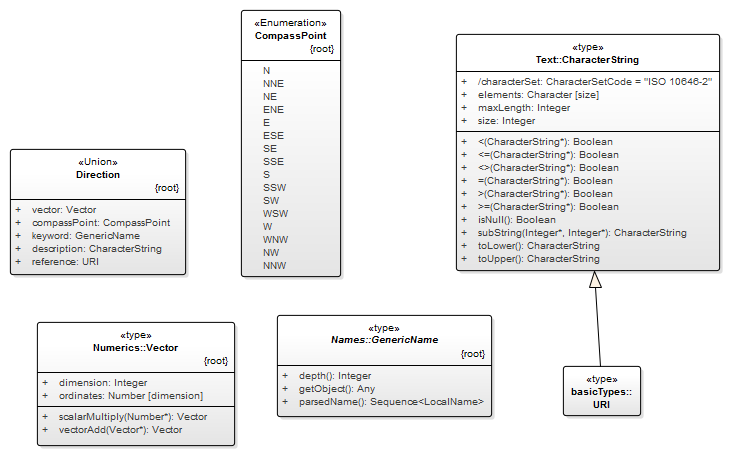 «Enumeration»
CompassPoint
{root}
N
NNE
NE
ENE
E
ESE
SE
SSE
S
SSW
SW
WSW
W
WNW
NW
NNW
«type»
Text::CharacterString
+ /characterSet: CharacterSetCode = "ISO 10646-2"
+ elements: Character [size]
+ maxLength: Integer
+ size: Integer
+ <(CharacterString*): Boolean
+ <=(CharacterString*): Boolean
+ <>(CharacterString*): Boolean
+ =(CharacterString*): Boolean
+ >(CharacterString*): Boolean
+ >=(CharacterString*): Boolean
+ isNull(): Boolean
+ subString(Integer*, Integer*): CharacterString
+ toLower(): CharacterString
+ toUpper(): CharacterString
«Union»
Direction
{root}
+ vector: Vector
+ compassPoint: CompassPoint
+ keyword: GenericName
+ description: CharacterString
+ reference: URI
«type»
Numerics::Vector
{root}
+ dimension: Integer
+ ordinates: Number [dimension]
+ scalarMultiply(Number*): Vector
+ vectorAdd(Vector*): Vector
«type»
Names::GenericName
{root}
+ depth(): Integer
+ getObject(): Any
+ parsedName(): Sequence<LocalName>
«type»
basicTypes::
URI